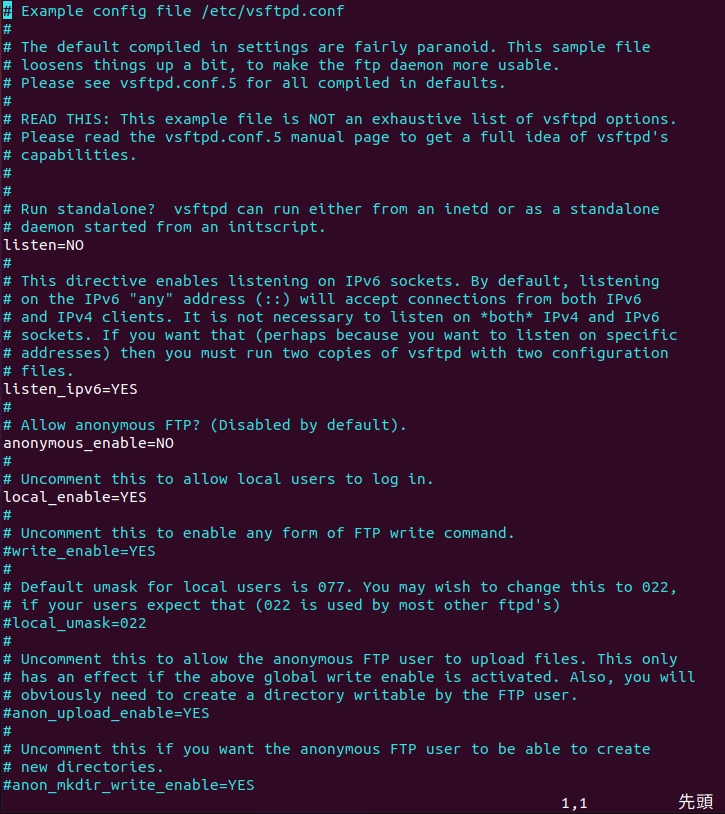 # Example config file /etc/vsftpd.conf
#
# The default compiled in settings are fairly paranoid. This sample file
# loosens things up a bit, to make the ftp daemon more usable.
# Please see vsftpd.conf.5 for all compiled in defaults.
#
# READ THIS: This example file is NOT an exhaustive list of vsftpd options.
# Please read the vsftpd.conf.5 manual page to get a full idea of vsftpd's
# capabilities.
#
#
# Run standalone?  vsftpd can run either from an inetd or as a standalone
# daemon started from an initscript.
listen=NO
#
# This directive enables listening on IPv6 sockets. By default, listening
# on the IPv6 "any" address (::) will accept connections from both IPv6
# and IPv4 clients. It is not necessary to listen on *both* IPv4 and IPv6
# sockets. If you want that (perhaps because you want to listen on specific
# addresses) then you must run two copies of vsftpd with two configuration
# files.
listen_ipv6=YES
#
# Allow anonymous FTP? (Disabled by default).
anonymous_enable=NO
#
# Uncomment this to allow local users to log in.
local_enable=YES
#
# Uncomment this to enable any form of FTP write command.
#write_enable=YES
#
# Default umask for local users is 077. You may wish to change this to 022,
# if your users expect that (022 is used by most other ftpd's)
#local_umask=022
#
# Uncomment this to allow the anonymous FTP user to upload files. This only
# has an effect if the above global write enable is activated. Also, you will
# obviously need to create a directory writable by the FTP user.
#anon_upload_enable=YES
#
# Uncomment this if you want the anonymous FTP user to be able to create
# new directories.
#anon_mkdir_write_enable=YES
1,1 先頭